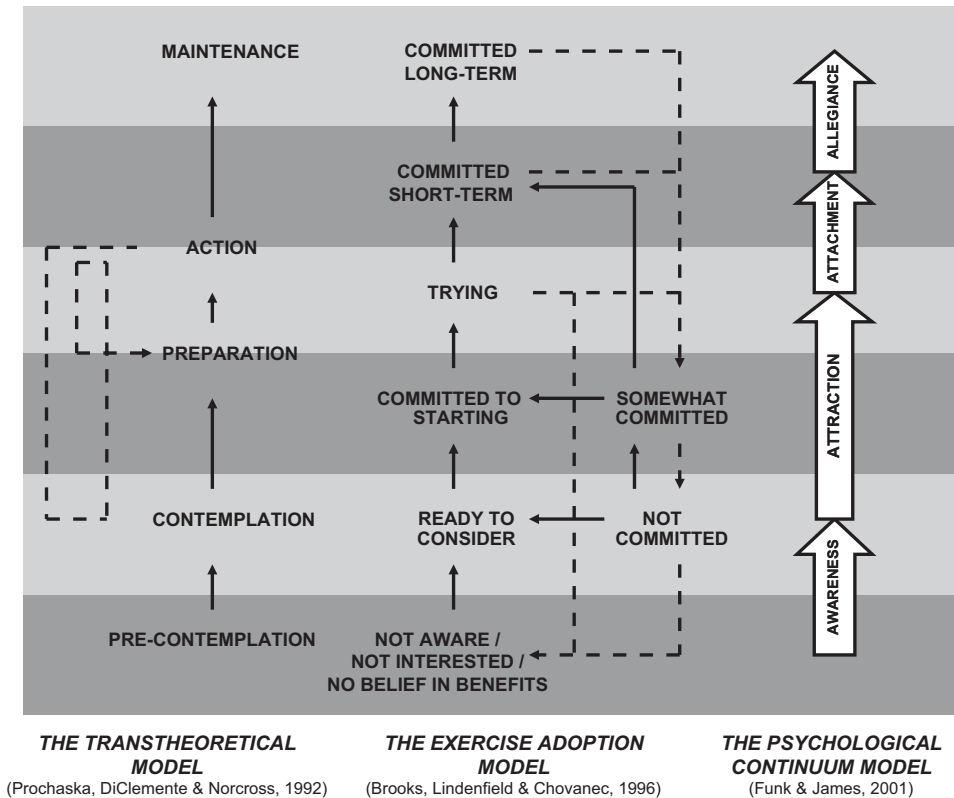 MAINTENANCE
ACTION
PREPARATION
CONTEMPLATION
PRE-CONTEMPLATION
THE TRANSTHEORETICAL
MODEL
(Prochaska, DiClemente & Norcross, 1992)
COMMITTED
LONG-TERM
COMMITTED
SHORT-TERM
TRYING
COMMITTED TO
STARTING
SOMEWHAT
COMMITTED
READY TO
CONSIDER
NOT
COMMITTED
NOT AWARE /
NOT INTERESTED /
NO BELIEF IN BENEFITS
THE EXERCISE ADOPTION
MODEL
(Brooks, Lindenfield & Chovanec, 1996)
ALLEGIANCE
ATTACHMENT
ATTRACTION
AWARENESS
THE PSYCHOLOGICAL
CONTINUUM MODEL
(Funk & James, 2001)